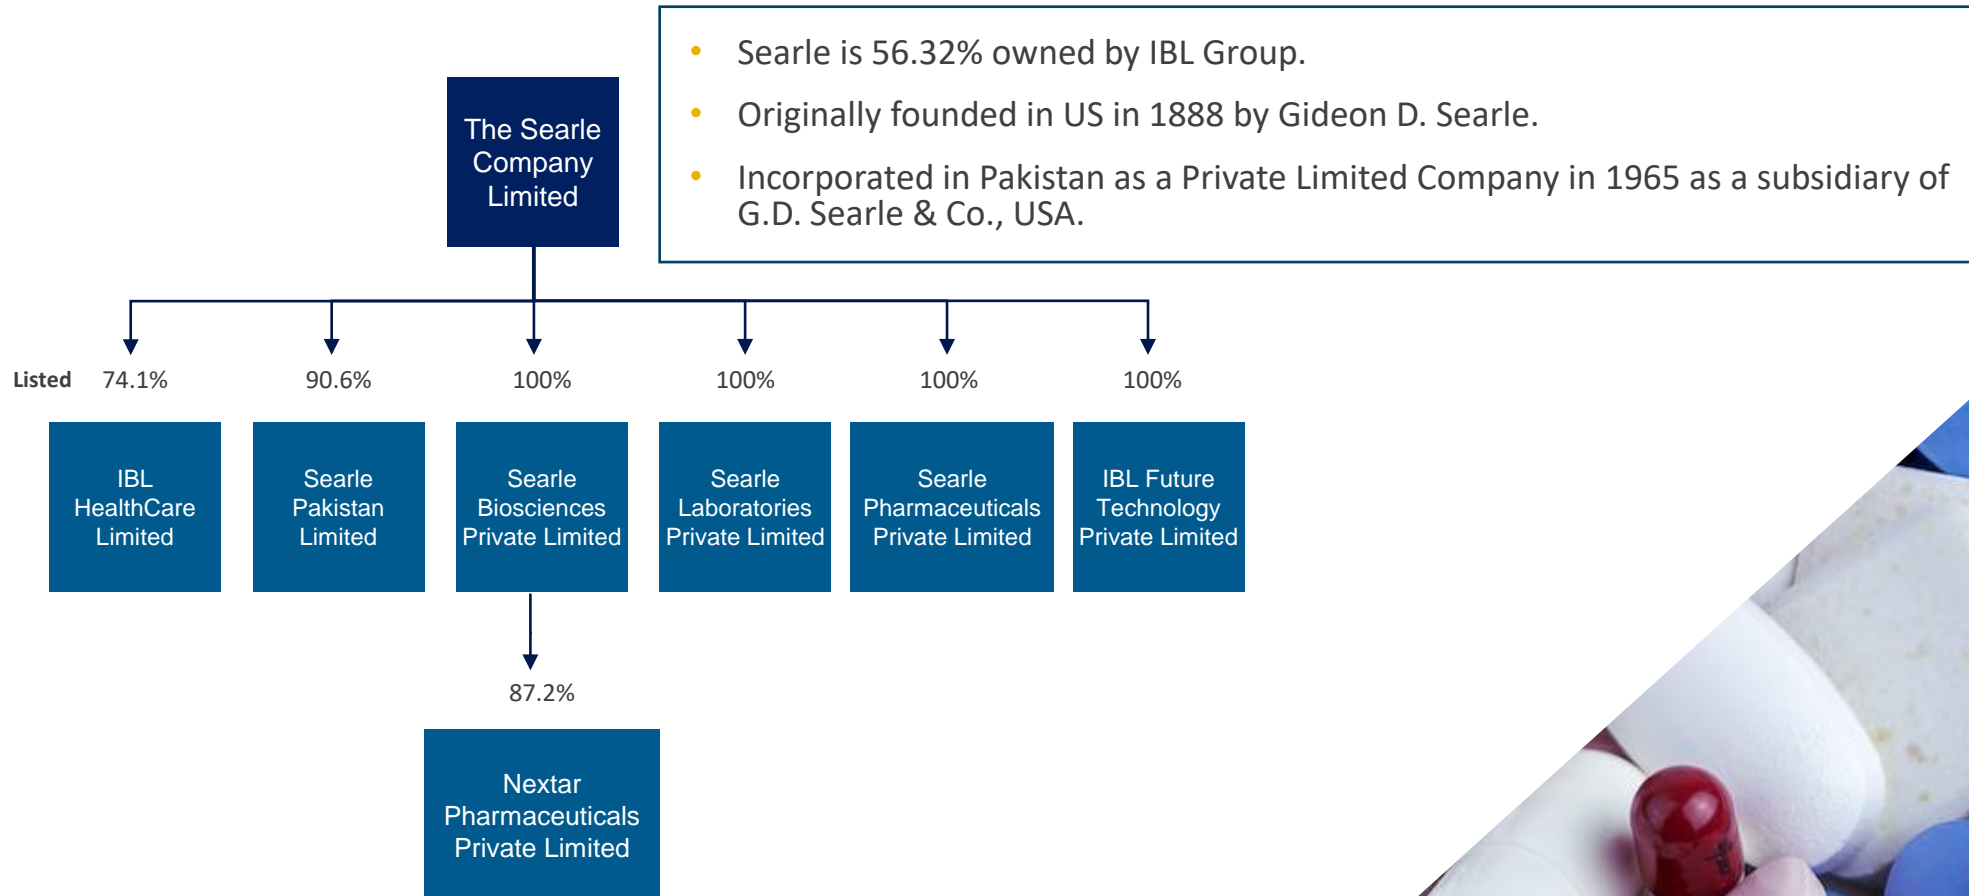 • Searle is 56.32% owned by IBL Group.
• Originally founded in US in 1888 by Gideon D. Searle.
• Incorporated in Pakistan as a Private Limited Company in 1965 as a subsidiary of
G.D. Searle & Co., USA.
The Searle
Company
Limited
Listed 74.1% 90.6% 100% 100% 100% 100%
IBL
HealthCare
Limited
Searle
Pakistan
Limited
Searle
Biosciences
Private Limited
Searle
Laboratories
Private Limited
Searle
Pharmaceuticals
Private Limited
IBL Future
Technology
Private Limited
87.2%
Nextar
Pharmaceuticals
Private Limited